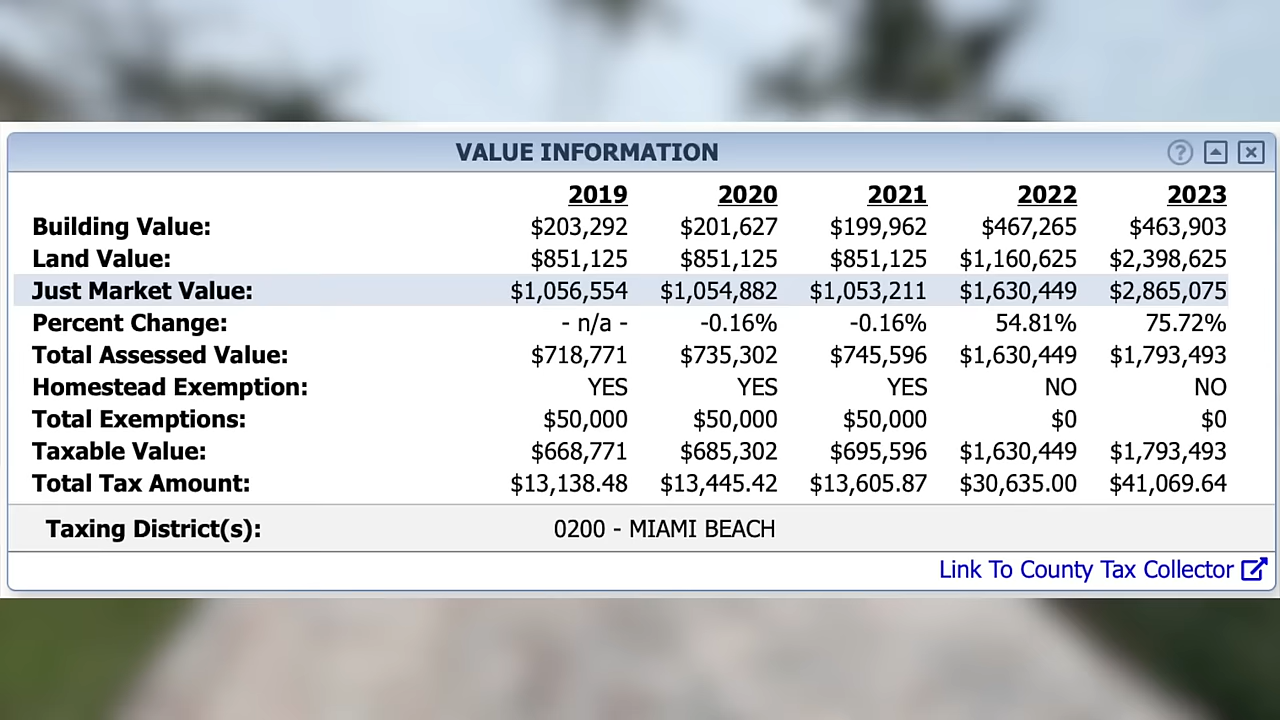 VALUE INFORMATION
2019 2020 2021 2022 2023
Building Value: $203,292 $201,627 $199,962 $467,265 $463,903
Land Value: $851,125 $851,125 $851,125 $1,160,625 $2,398,625
Just Market Value: $1,056,554 $1,054,882 $1,053,211 $1,630,449 $2,865,075
Percent Change: - n/a - -0.16% -0.16% 54.81% 75.72%
Total Assessed Value: $718,771 $735,302 $745,596 $1,630,449 $1,793,493
Homestead Exemption: YES YES YES NO NO
Total Exemptions: $50,000 $50,000 $50,000 $0 $0
Taxable Value: $668,771 $685,302 $695,596 $1,630,449 $1,793,493
Total Tax Amount: $13,138.48 $13,445.42 $13,605.87 $30,635.00 $41,069.64
Taxing District(s): 0200 - MIAMI BEACH
Link To County Tax Collector